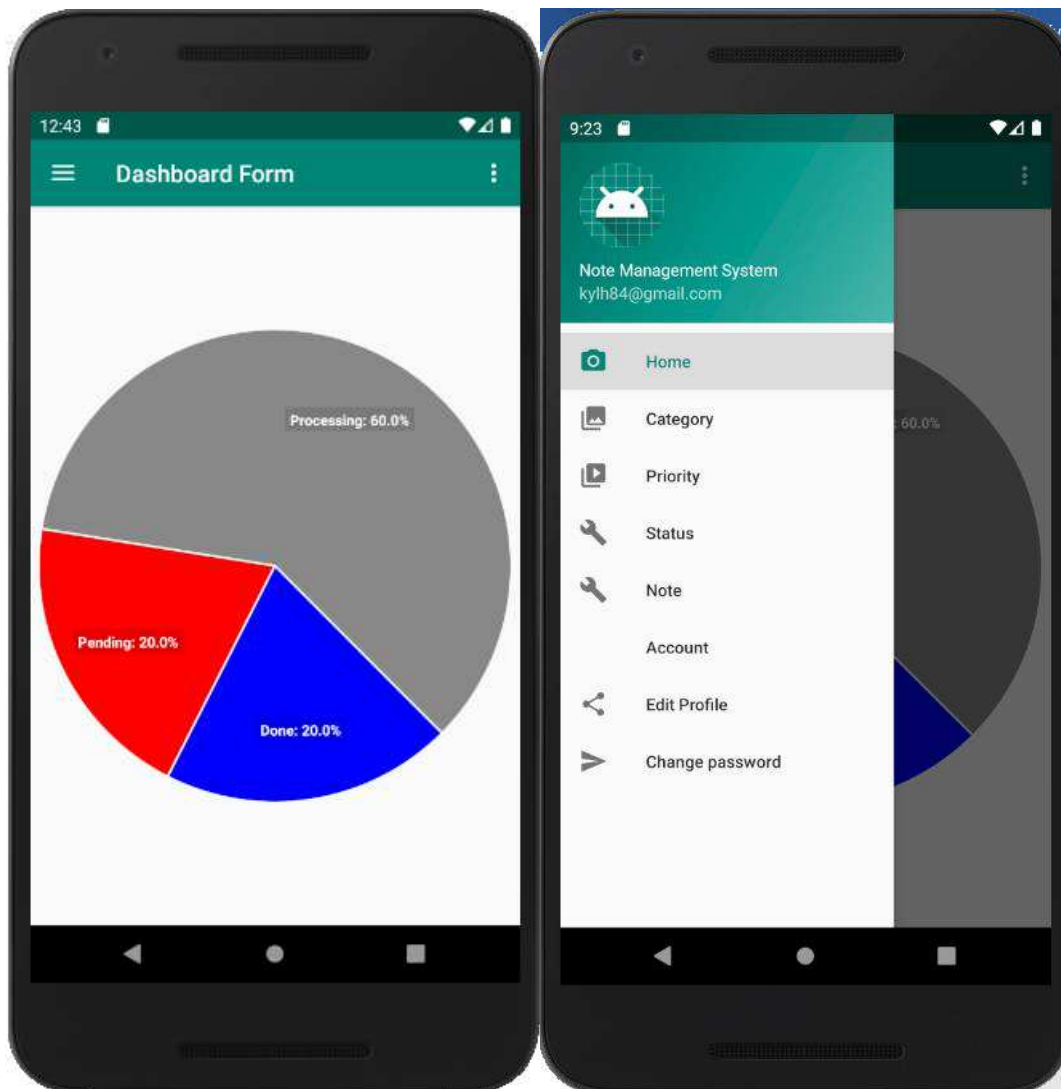 12:43
Dashboard Form
Processing: 60.0%
Pending: 20.0%
Done: 20.0%
9:23
Note Management System
kylh84@gmail.com
Home
Category
Priority
Status
Note
Account
Edit Profile
Change password
: 60.0%